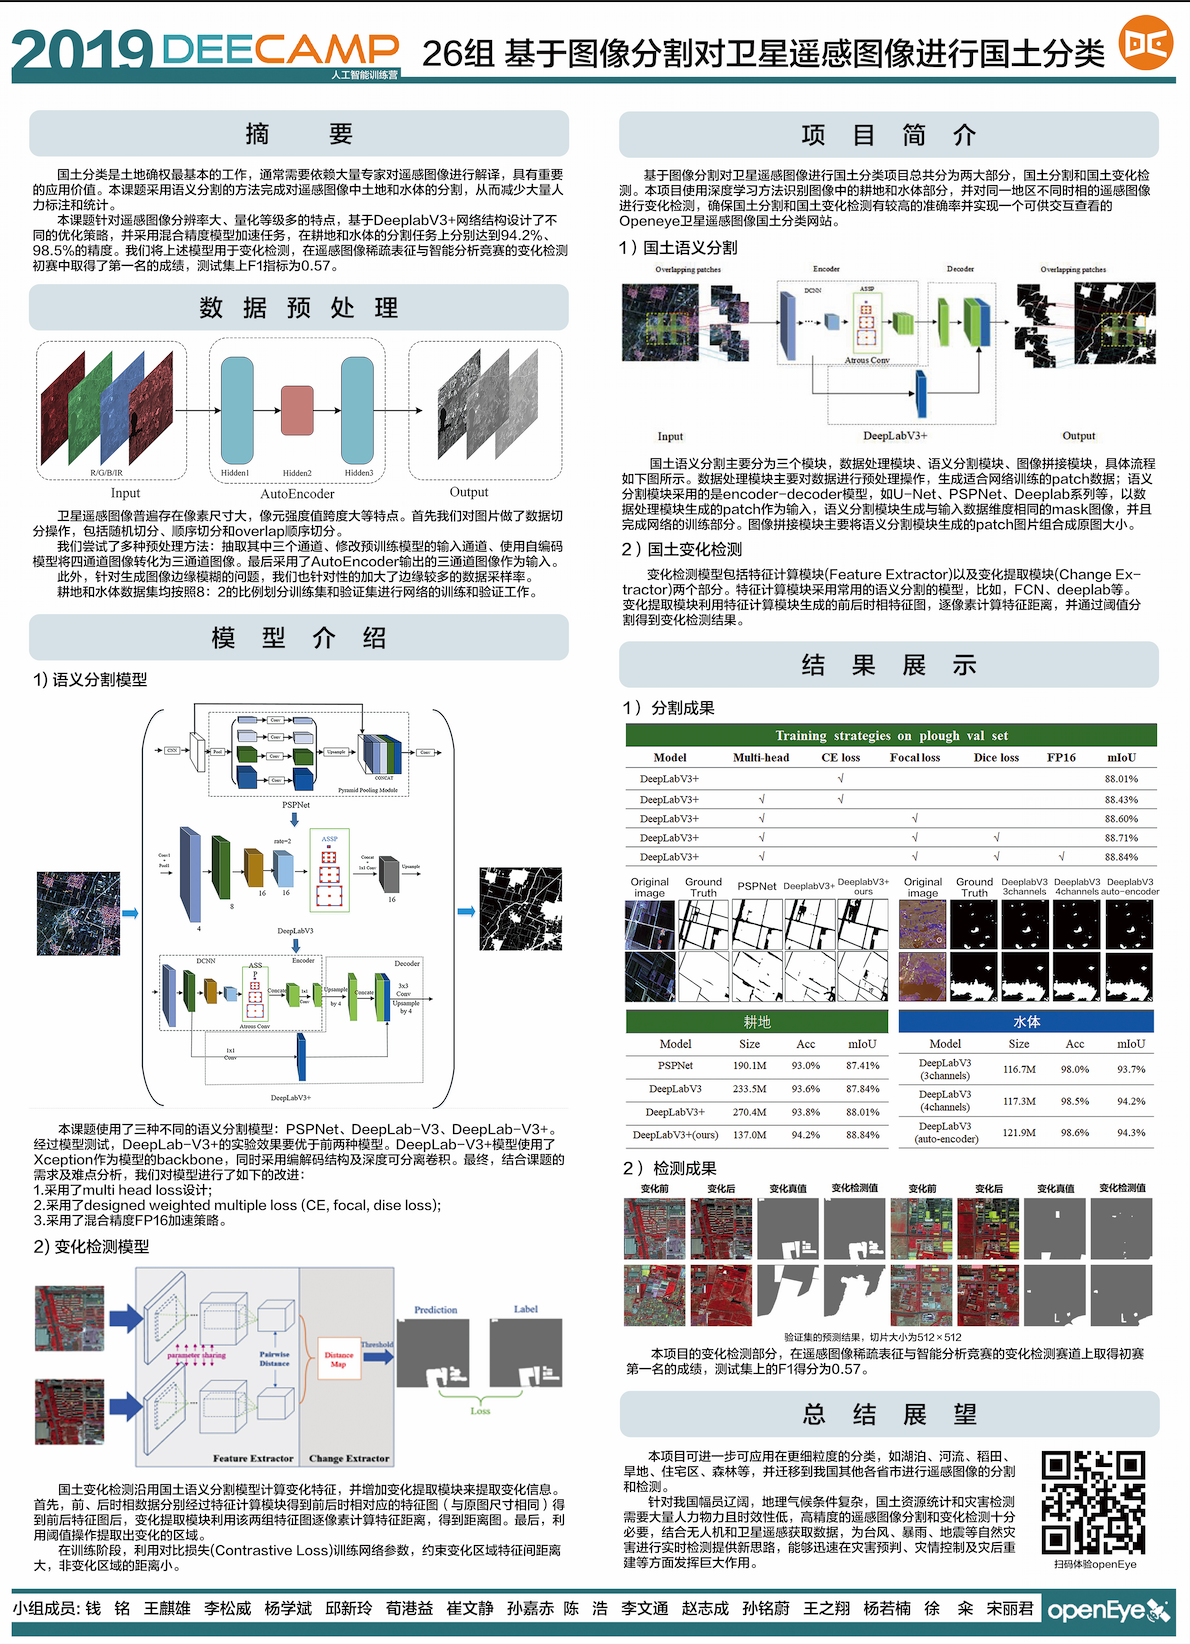 2019 DEECAMP
人工智能训练营
26组 基于图像分割对卫星遥感图像进行国土分类
摘 要
国土分类是土地确权最基本的工作，通常需要依赖大量专家对遥感图像进行解译，具有重要
的应用价值。本课题采用语义分割的方法完成对遥感图像中土地和水体的分割，从而减少大量人
力标注和统计。
本课题针对遥感图像分辨率大、量化等级多的特点，基于DeeplabV3+网络结构设计了不
同的优化策略，并采用混合精度模型加速任务，在耕地和水体的分割任务上分别达到94.2%、
98.5%的精度。我们将上述模型用于变化检测，在遥感图像稀疏表征与智能分析竞赛的变化检测
初赛中取得了第一名的成绩，测试集上F1指标为0.57。
数 据 预 处 理
R/G/B/IR
Hidden1
Hidden2
Hidden3
Input
AutoEncoder
Output
卫星遥感图像普遍存在像素尺寸大，像元强度值跨度大等特点。首先我们对图片做了数据切
分操作，包括随机切分、顺序切分和overlap顺序切分。
我们尝试了多种预处理方法：抽取其中三个通道、修改预训练模型的输入通道、使用自编码
模型将四通道图像转化为三通道图像。最后采用了AutoEncoder输出的三通道图像作为输入。
此外，针对生成图像边缘模糊的问题，我们也针对性的加大了边缘较多的数据采样率。
耕地和水体数据集均按照8：2的比例划分训练集和验证集进行网络的训练和验证工作。
模 型 介 绍
1) 语义分割模型
CNN
Pool
Conv
Conv
Conv
Conv
Upsample
CONCAT
Conv
Pyramid Pooling Module
PSPNet
Conv1
+
Pool1
rate=2
ASSP
Concat
+
1x1 Conv
Upsample
4
8
16
16
16
DeepLabV3
DCNN
ASS
P
Encoder
Decoder
Concate
1x1
Conv
Upsample
by 4
Concate
3x3
Conv
Upsample
by 4
Atrous Conv
1x1
Conv
DeepLabV3+
本课题使用了三种不同的语义分割模型：PSPNet、DeepLab-V3、DeepLab-V3+。
经过模型测试，DeepLab-V3+的实验效果要优于前两种模型。DeepLab-V3+模型使用了
Xception作为模型的backbone，同时采用编解码结构及深度可分离卷积。最终，结合课题的
需求及难点分析，我们对模型进行了如下的改进：
1.采用了multi head loss设计;
2.采用了designed weighted multiple loss (CE, focal, dise loss);
3.采用了混合精度FP16加速策略。
2) 变化检测模型
parameter sharing
Pairwise
Distance
Distance
Map
Threshold
Prediction
Label
Loss
Feature Extractor
Change Extractor
国土变化检测沿用国土语义分割模型计算变化特征，并增加变化提取模块来提取变化信息。
首先，前、后时相数据分别经过特征计算模块得到前后时相对应的特征图（与原图尺寸相同）得
到前后特征图后，变化提取模块利用该两组特征图逐像素计算特征距离，得到距离图。最后，利
用阈值操作提取出变化的区域。
在训练阶段，利用对比损失(Contrastive Loss)训练网络参数，约束变化区域特征间距离
大，非变化区域的距离小。
项 目 简 介
基于图像分割对卫星遥感图像进行国土分类项目总共分为两大部分，国土分割和国土变化检
测。本项目使用深度学习方法识别图像中的耕地和水体部分，并对同一地区不同时相的遥感图像
进行变化检测，确保国土分割和国土变化检测有较高的准确率并实现一个可供交互查看的
Openeye卫星遥感图像国土分类网站。
1）国土语义分割
Overlapping patches
Encoder
Decoder
Overlapping patches
DCNN
ASSP
Atrous Conv
Input
DeepLabV3+
Output
国土语义分割主要分为三个模块，数据处理模块、语义分割模块、图像拼接模块，具体流程
如下图所示。数据处理模块主要对数据进行预处理操作，生成适合网络训练的patch数据；语义
分割模块采用的是encoder-decoder模型，如U-Net、PSPNet、Deeplab系列等，以数
据处理模块生成的patch作为输入，语义分割模块生成与输入数据维度相同的mask图像，并且
完成网络的训练部分。图像拼接模块主要将语义分割模块生成的patch图片组合成原图大小。
2）国土变化检测
变化检测模型包括特征计算模块(Feature Extractor)以及变化提取模块(Change Ex-
tractor)两个部分。特征计算模块采用常用的语义分割的模型，比如，FCN、deeplab等。
变化提取模块利用特征计算模块生成的前后时相特征图，逐像素计算特征距离，并通过阈值分
割得到变化检测结果。
结 果 展 示
1）分割成果
Training strategies on plough val set
Model Multi-head CE loss Focal loss Dice loss FP16 mIoU
DeepLabV3+ √ 88.01%
DeepLabV3+ √ √ 88.43%
DeepLabV3+ √ √ 88.60%
DeepLabV3+ √ √ √ 88.71%
DeepLabV3+ √ √ √ √ 88.84%
Original
image
Ground
Truth
PSPNet
DeeplabV3+
DeeplabV3+
ours
Original
image
Ground
Truth
DeeplabV3
3channels
DeeplabV3
4channels
DeeplabV3
auto-encoder
耕地
Model Size Acc mIoU
PSPNet 190.1M 93.0% 87.41%
DeepLabV3 233.5M 93.6% 87.84%
DeepLabV3+ 270.4M 93.8% 88.01%
DeepLabV3+(ours) 137.0M 94.2% 88.84%
水体
Model Size Acc mIoU
DeepLabV3
(3channels) 116.7M 98.0% 93.7%
DeepLabV3
(4channels) 117.3M 98.5% 94.2%
DeepLabV3
(auto-encoder) 121.9M 98.6% 94.3%
2）检测成果
变化前 变化后 变化真值 变化检测值 变化前 变化后 变化真值 变化检测值
验证集的预测结果，切片大小为512×512
本项目的变化检测部分，在遥感图像稀疏表征与智能分析竞赛的变化检测赛道上取得初赛
第一名的成绩，测试集上的F1得分为0.57。
总 结 展 望
本项目可进一步可应用在更细粒度的分类，如湖泊、河流、稻田、
旱地、住宅区、森林等，并迁移到我国其他各省市进行遥感图像的分割
和检测。
针对我国幅员辽阔，地理气候条件复杂，国土资源统计和灾害检测
需要大量人力物力且时效性低，高精度的遥感图像分割和变化检测十分
必要，结合无人机和卫星遥感获取数据，为台风、暴雨、地震等自然灾
害进行实时检测提供新思路，能够迅速在灾害预判、灾情控制及灾后重
建等方面发挥巨大作用。
扫码体验openEye
小组成员: 钱 铭 王麒雄 李松威 杨学斌 邱新玲 荀港益 崔文静 孙嘉赤 陈 浩 李文通 赵志成 孙铭蔚 王之翔 杨若楠 徐 籴 宋丽君
openEye